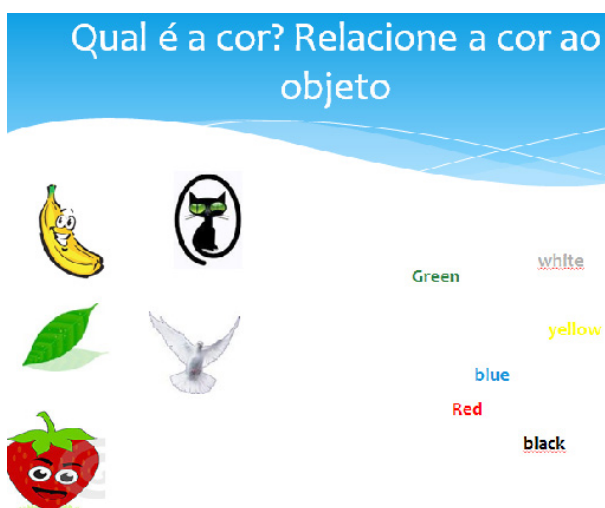 Qual é a cor? Relacione a cor ao
objeto
white
Green
yellow
blue
Red
black